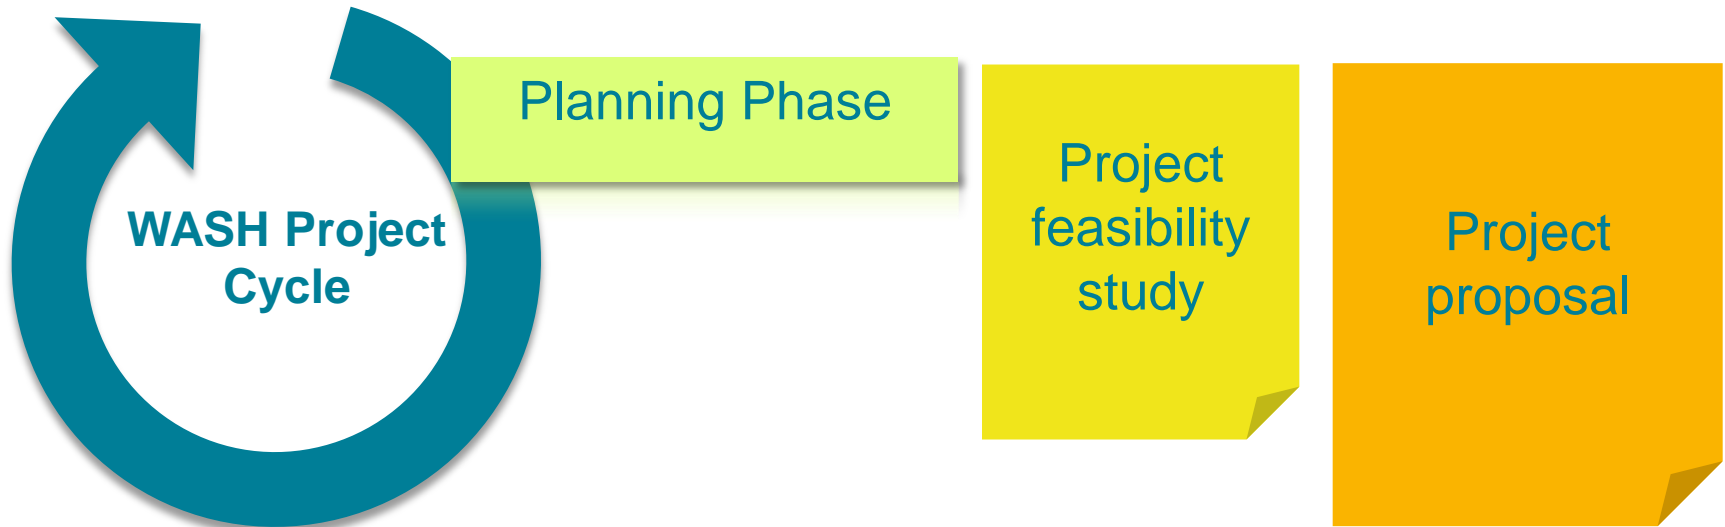 WASH Project
Cycle
Planning Phase
Project
feasibility
study
Project
proposal